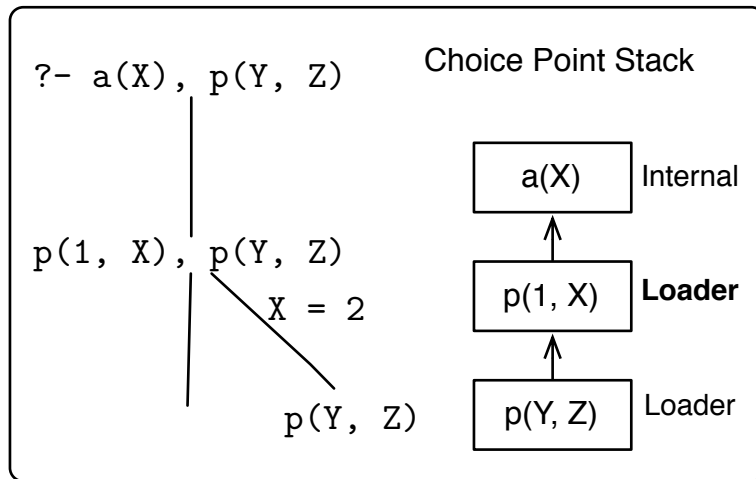 ?- a(X), p(Y, Z)
Choice Point Stack
a(X) Internal
p(1, X), p(Y, Z)
p(1, X) Loader
X = 2
p(Y, Z)
p(Y, Z) Loader